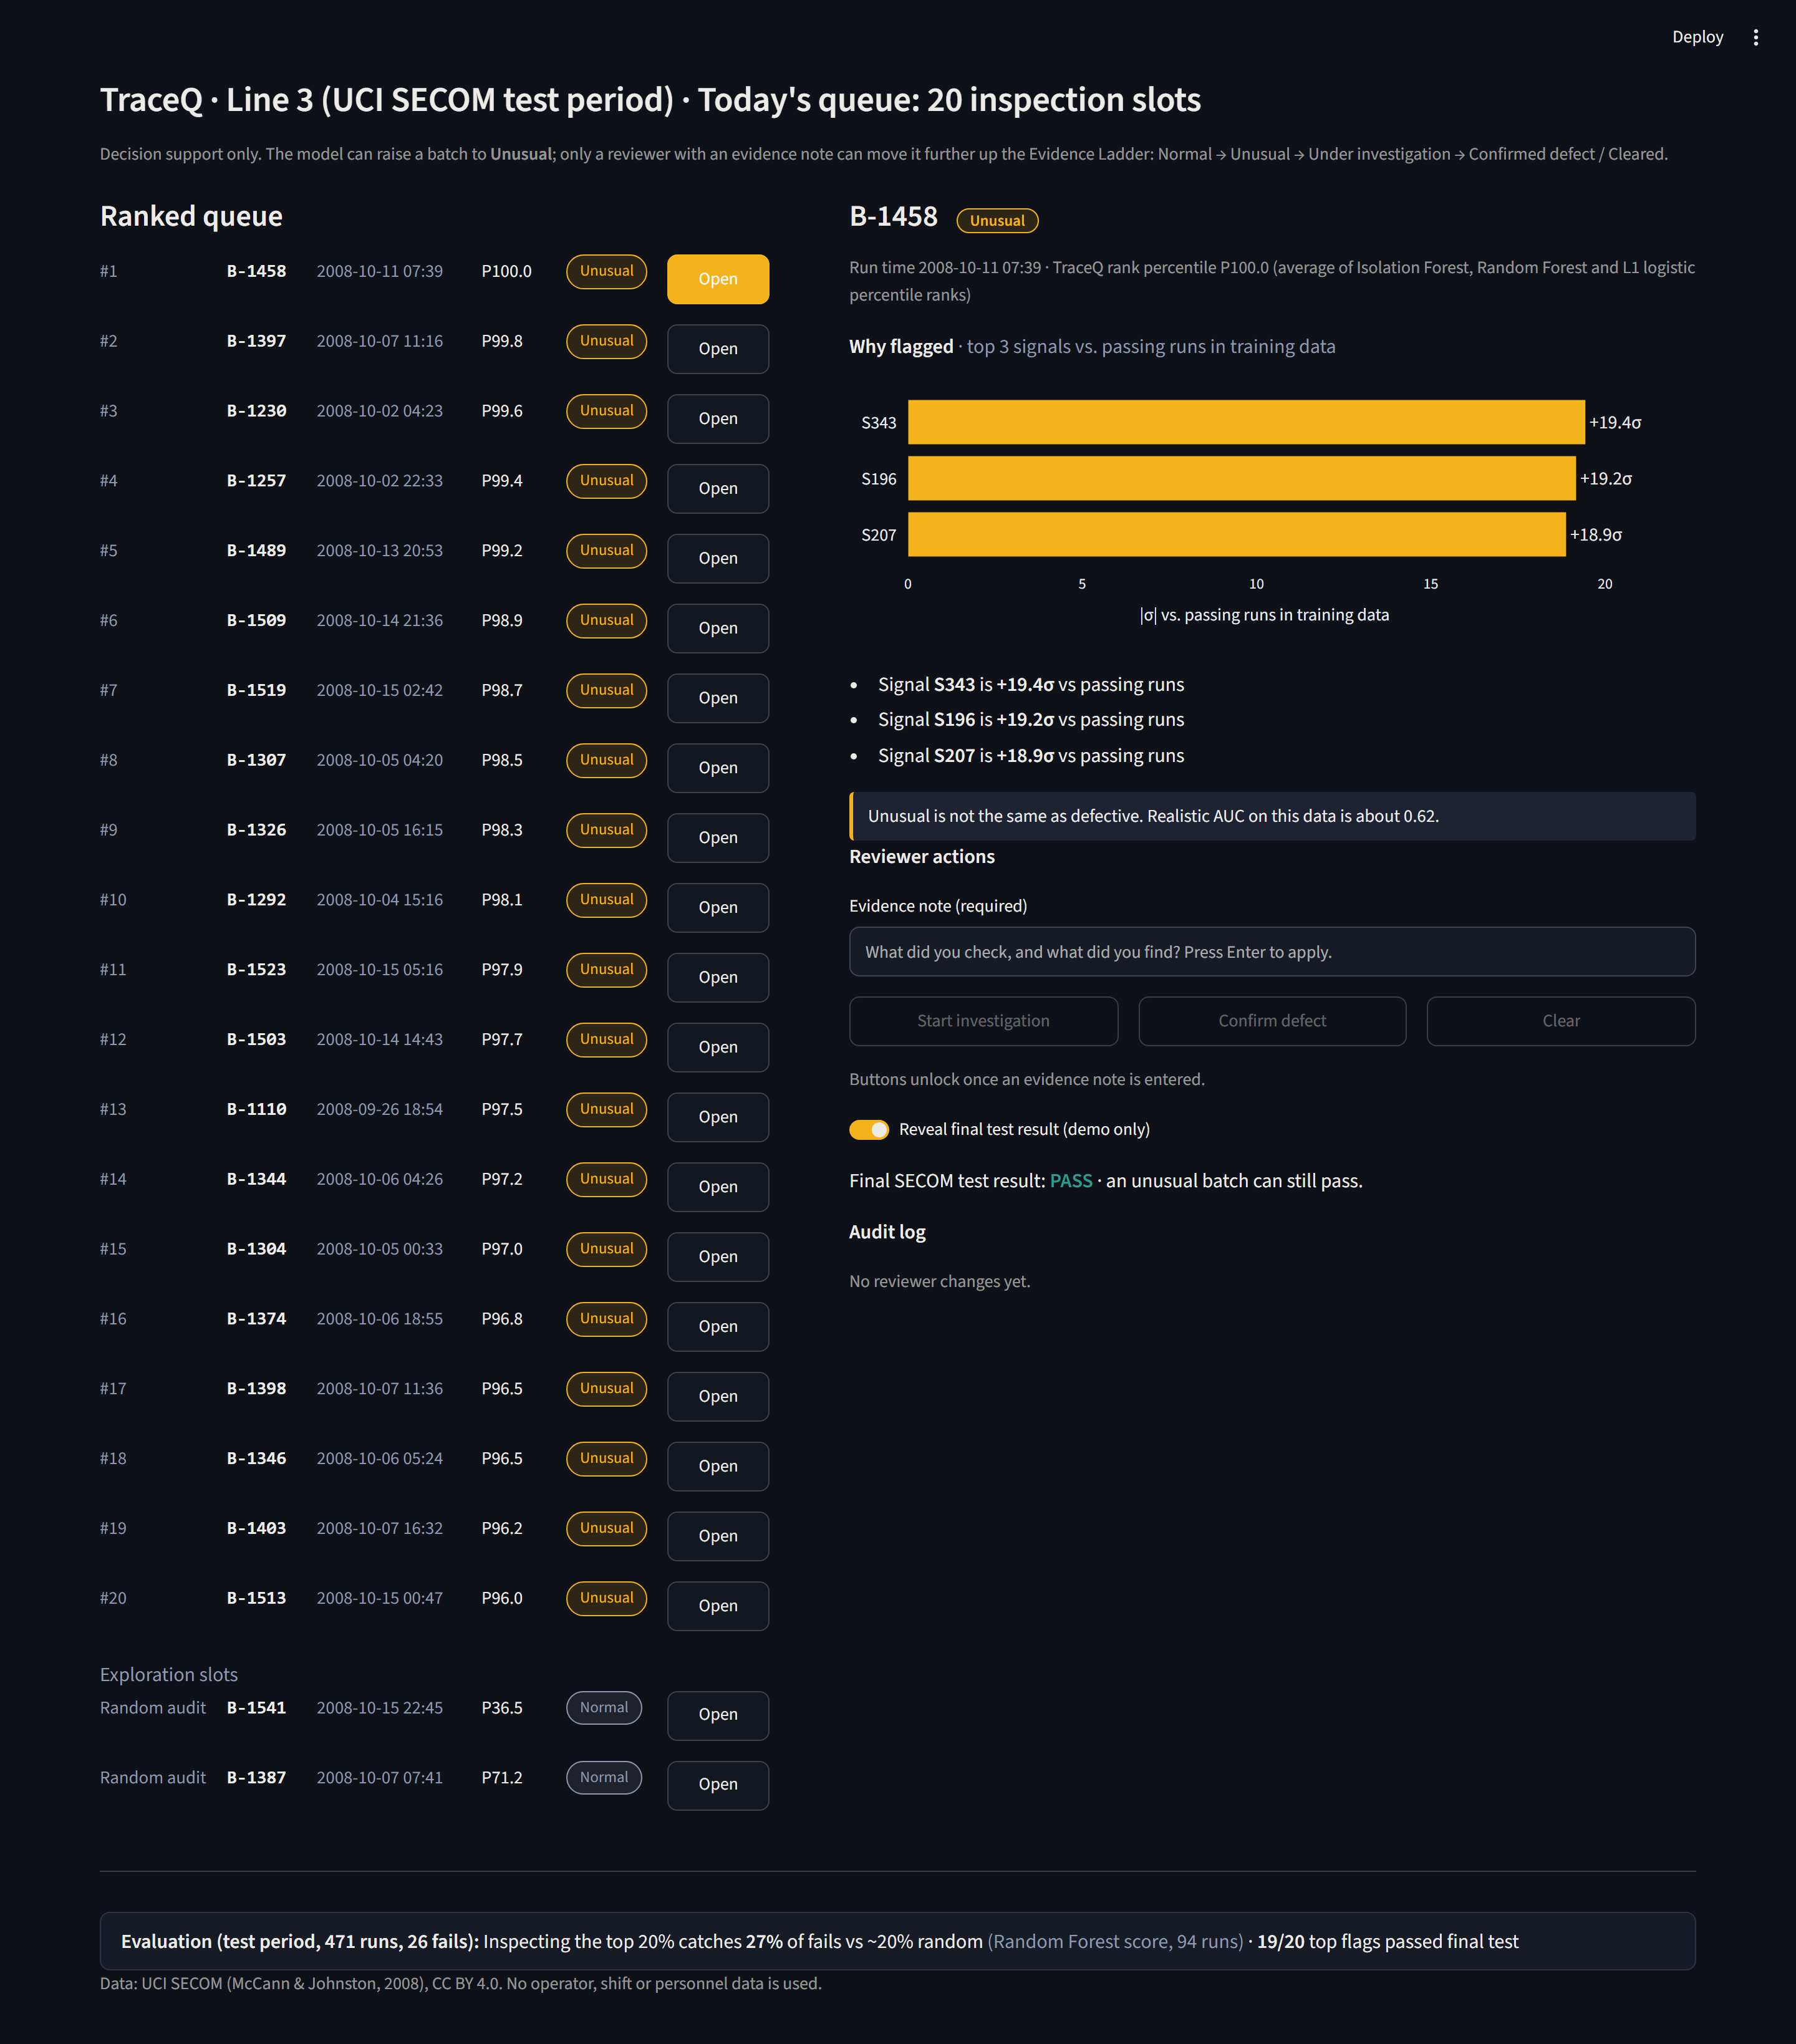 Deploy
TraceQ · Line 3 (UCI SECOM test period) · Today's queue: 20 inspection slots
Decision support only. The model can raise a batch to Unusual; only a reviewer with an evidence note can move it further up the Evidence Ladder: Normal → Unusual → Under investigation → Confirmed defect / Cleared.
Ranked queue
#1 B-1458 2008-10-11 07:39 P100.0 Unusual Open
#2 B-1397 2008-10-07 11:16 P99.8 Unusual Open
#3 B-1230 2008-10-02 04:23 P99.6 Unusual Open
#4 B-1257 2008-10-02 22:33 P99.4 Unusual Open
#5 B-1489 2008-10-13 20:53 P99.2 Unusual Open
#6 B-1509 2008-10-14 21:36 P98.9 Unusual Open
#7 B-1519 2008-10-15 02:42 P98.7 Unusual Open
#8 B-1307 2008-10-05 04:20 P98.5 Unusual Open
#9 B-1326 2008-10-05 16:15 P98.3 Unusual Open
#10 B-1292 2008-10-04 15:16 P98.1 Unusual Open
#11 B-1523 2008-10-15 05:16 P97.9 Unusual Open
#12 B-1503 2008-10-14 14:43 P97.7 Unusual Open
#13 B-1110 2008-09-26 18:54 P97.5 Unusual Open
#14 B-1344 2008-10-06 04:26 P97.2 Unusual Open
#15 B-1304 2008-10-05 00:33 P97.0 Unusual Open
#16 B-1374 2008-10-06 18:55 P96.8 Unusual Open
#17 B-1398 2008-10-07 11:36 P96.5 Unusual Open
#18 B-1346 2008-10-06 05:24 P96.5 Unusual Open
#19 B-1403 2008-10-07 16:32 P96.2 Unusual Open
#20 B-1513 2008-10-15 00:47 P96.0 Unusual Open
Exploration slots
Random audit B-1541 2008-10-15 22:45 P36.5 Normal Open
Random audit B-1387 2008-10-07 07:41 P71.2 Normal Open
B-1458 Unusual
Run time 2008-10-11 07:39 · TraceQ rank percentile P100.0 (average of Isolation Forest, Random Forest and L1 logistic
percentile ranks)
Why flagged · top 3 signals vs. passing runs in training data
S343 +19.4σ
S196 +19.2σ
S207 +18.9σ
0 5 10 15 20
|σ| vs. passing runs in training data
• Signal S343 is +19.4σ vs passing runs
• Signal S196 is +19.2σ vs passing runs
• Signal S207 is +18.9σ vs passing runs
Unusual is not the same as defective. Realistic AUC on this data is about 0.62.
Reviewer actions
Evidence note (required)
What did you check, and what did you find? Press Enter to apply.
Start investigation Confirm defect Clear
Buttons unlock once an evidence note is entered.
Reveal final test result (demo only)
Final SECOM test result: PASS · an unusual batch can still pass.
Audit log
No reviewer changes yet.
Evaluation (test period, 471 runs, 26 fails): Inspecting the top 20% catches 27% of fails vs ~20% random (Random Forest score, 94 runs) · 19/20 top flags passed final test
Data: UCI SECOM (McCann & Johnston, 2008), CC BY 4.0. No operator, shift or personnel data is used.